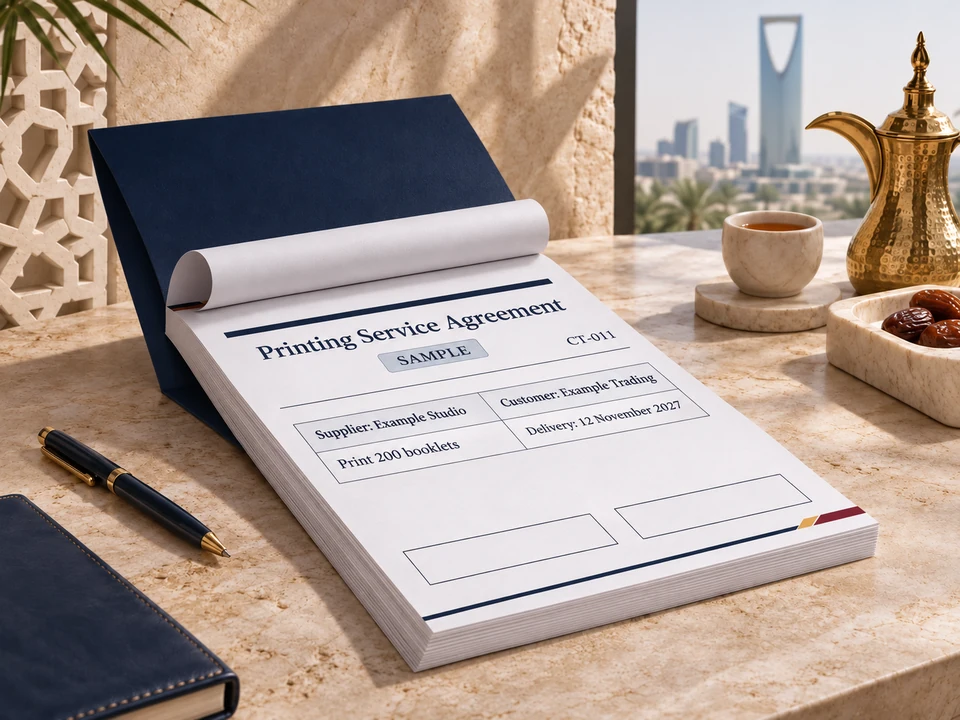 Printing Service Agreement
SAMPLE
CT-011
Supplier: Example Studio
Customer: Example Trading
Print 200 booklets
Delivery: 12 November 2027